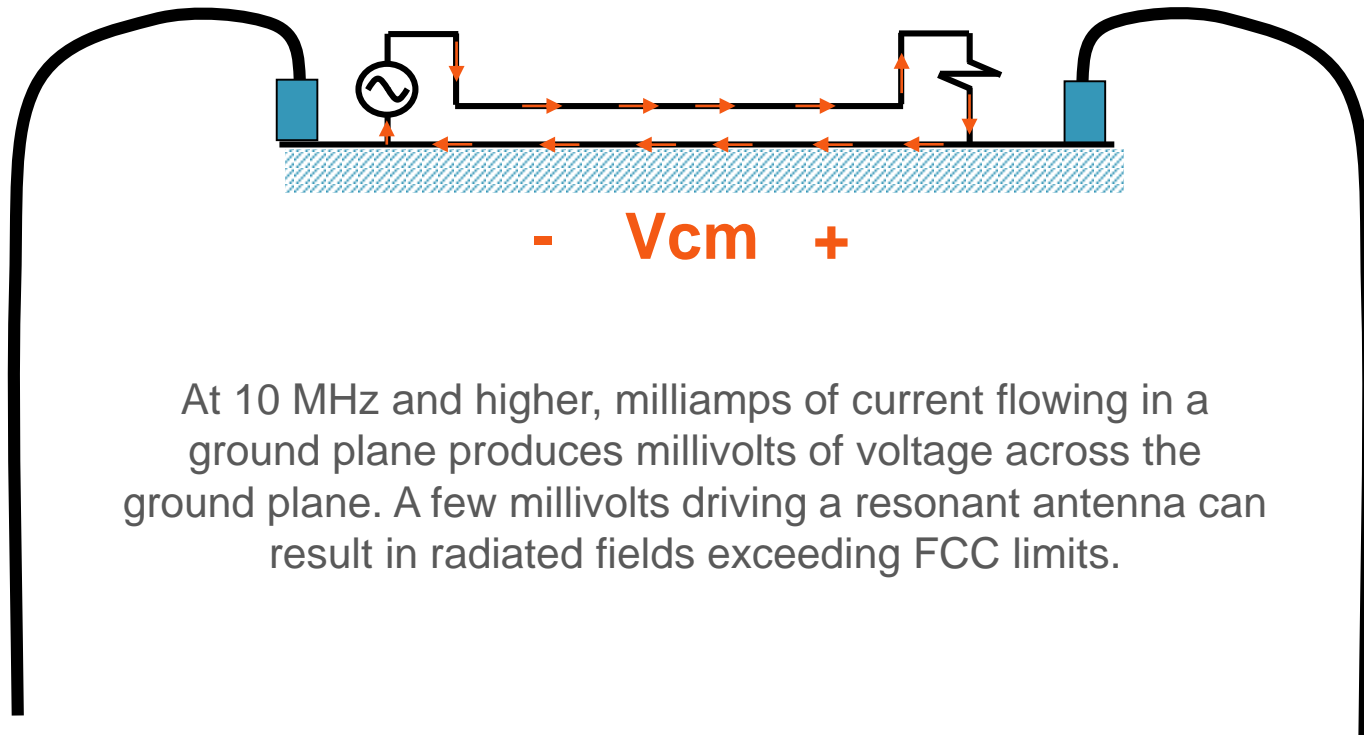 - Vcm +
At 10 MHz and higher, milliamps of current flowing in a
ground plane produces millivolts of voltage across the
ground plane. A few millivolts driving a resonant antenna can
result in radiated fields exceeding FCC limits.